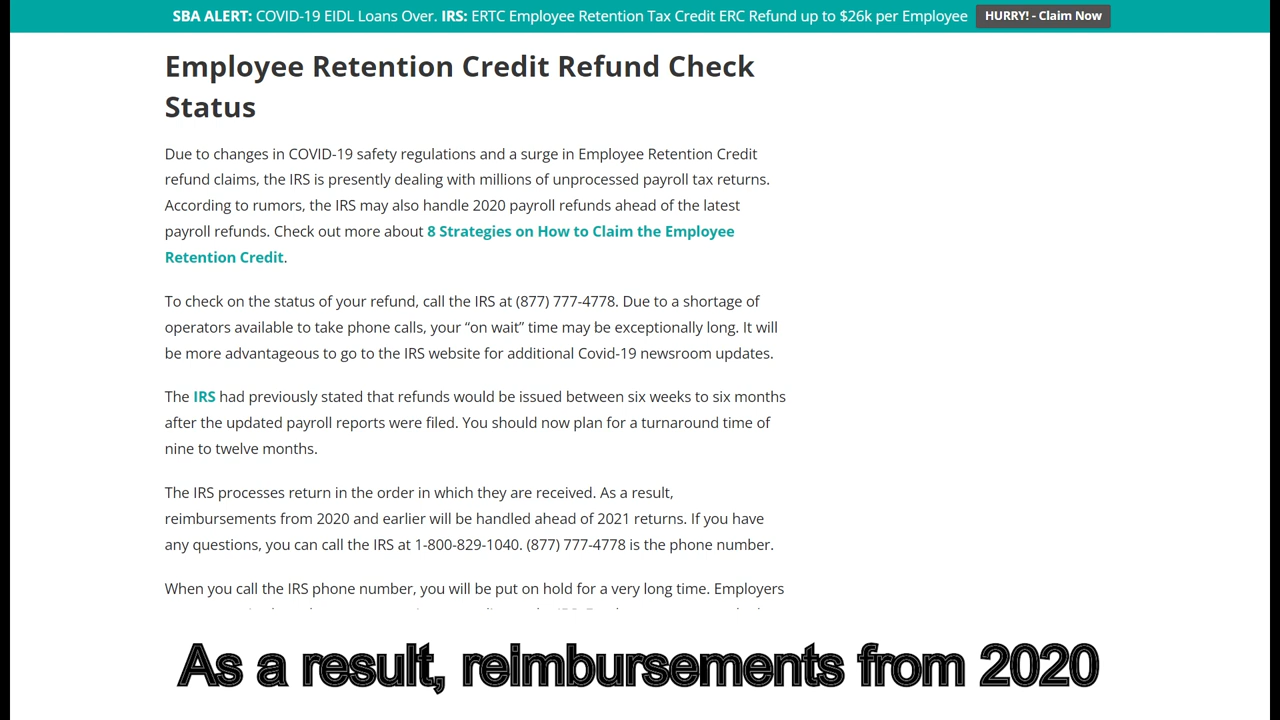 SBA ALERT: COVID-19 EIDL Loans Over. IRS: ERTC Employee Retention Tax Credit ERC Refund up to $26k per Employee HURRY! - Claim Now
Employee Retention Credit Refund Check
Status
Due to changes in COVID-19 safety regulations and a surge in Employee Retention Credit
refund claims, the IRS is presently dealing with millions of unprocessed payroll tax returns.
According to rumors, the IRS may also handle 2020 payroll refunds ahead of the latest
payroll refunds. Check out more about 8 Strategies on How to Claim the Employee
Retention Credit.
To check on the status of your refund, call the IRS at (877) 777-4778. Due to a shortage of
operators available to take phone calls, your “on wait” time may be exceptionally long. It will
be more advantageous to go to the IRS website for additional Covid-19 newsroom updates.
The IRS had previously stated that refunds would be issued between six weeks to six months
after the updated payroll reports were filed. You should now plan for a turnaround time of
nine to twelve months.
The IRS processes return in the order in which they are received. As a result,
reimbursements from 2020 and earlier will be handled ahead of 2021 returns. If you have
any questions, you can call the IRS at 1-800-829-1040. (877) 777-4778 is the phone number.
When you call the IRS phone number, you will be put on hold for a very long time. Employers
As a result, reimbursements from 2020